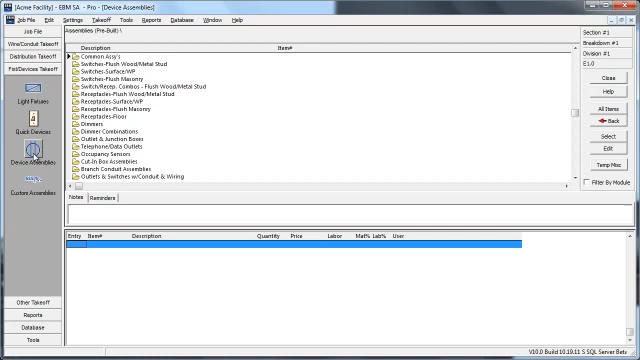 [Acme Facility] - EBM SA - Pro - [Device Assemblies]
Job File Edit Settings Takeoff Tools Reports Database Window Help
Job File
Wire/Conduit Takeoff
Distribution Takeoff
Fixt/Devices Takeoff
Light Fixtures
Quick Devices
Device Assemblies
Custom Assemblies
Other Takeoff
Reports
Database
Tools
Assemblies (Pre-Built) \
Description Item#
Common Assy's
Switches-Flush Wood/Metal Stud
Switches-Surface/WP
Switches-Flush Masonry
Switch/Recep. Combos - Flush Wood/Metal Stud
Receptacles-Flush Wood/Metal Stud
Receptacles-Surface/WP
Receptacles-Flush Masonry
Receptacles-Floor
Dimmers
Dimmer Combinations
Outlet & Junction Boxes
Telephone/Data Outlets
Occupancy Sensors
Cut-In Box Assemblies
Branch Conduit Assemblies
Outlets & Switches w/Conduit & Wiring
Notes Reminders
Entry Item# Description Quantity Price Labor Mat% Lab% User
Section #1
Breakdown #1
Division #1
E1.0
Close
Help
All Items
Back
Select
Edit
Temp Misc
Filter By Module
V10.0 10.19.11 S SQL Server Beta